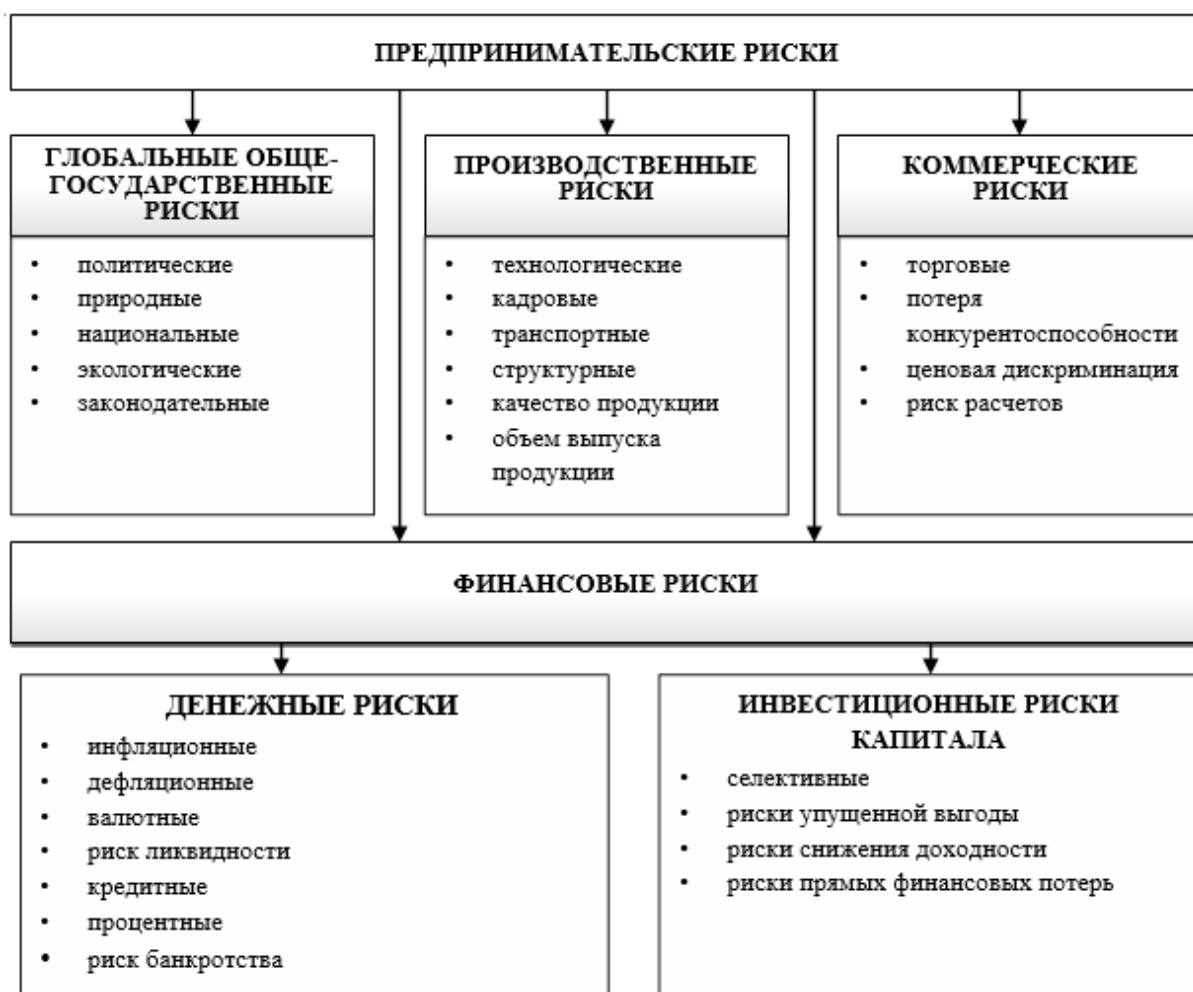 ПРЕДПРИНИМАТЕЛЬСКИЕ РИСКИ
ГЛОБАЛЬНЫЕ ОБЩЕ-
ГОСУДАРСТВЕННЫЕ
РИСКИ
• политические
• природные
• национальные
• экологические
• законодательные
ПРОИЗВОДСТВЕННЫЕ
РИСКИ
• технологические
• кадровые
• транспортные
• структурные
• качество продукции
• объем выпуска
продукции
КОММЕРЧЕСКИЕ
РИСКИ
• торговые
• потеря
конкурентоспособности
• ценовая дискриминация
• риск расчетов
ФИНАНСОВЫЕ РИСКИ
ДЕНЕЖНЫЕ РИСКИ
• инфляционные
• дефляционные
• валютные
• риск ликвидности
• кредитные
• процентные
• риск банкротства
ИНВЕСТИЦИОННЫЕ РИСКИ
КАПИТАЛА
• селективные
• риски упущенной выгоды
• риски снижения доходности
• риски прямых финансовых потерь